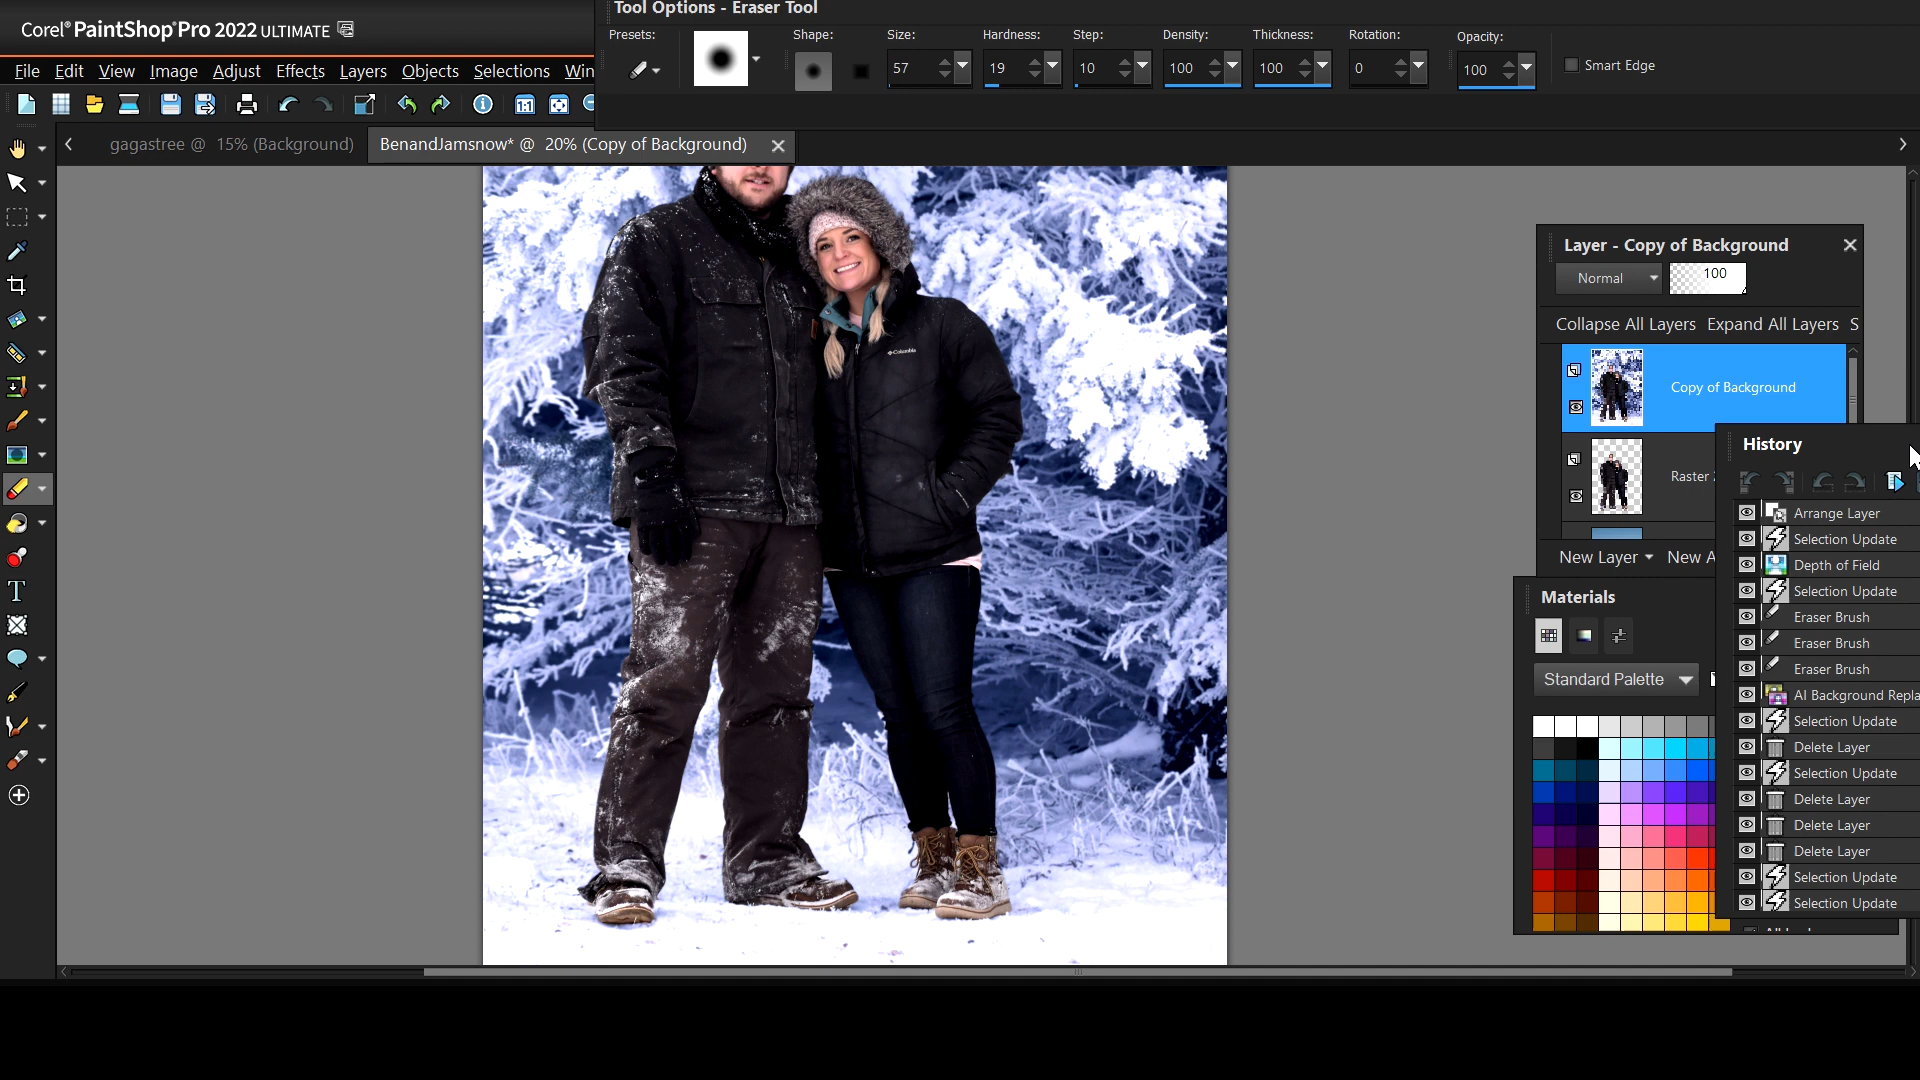 Tool Options - Eraser Tool
Corel® PaintShop® Pro 2022 ULTIMATE
Presets: Shape: Size: Hardness: Step: Density: Thickness: Rotation: Opacity:
57 19 10 100 100 0 100 Smart Edge
File Edit View Image Adjust Effects Layers Objects Selections Win
1:1
gagastree @ 15% (Background) BenandJamsnow* @ 20% (Copy of Background)
Columbia
Layer - Copy of Background
Normal 100
Collapse All Layers Expand All Layers S
Copy of Background
Raster
New Layer New A
History
Arrange Layer
Selection Update
Depth of Field
Selection Update
Eraser Brush
Eraser Brush
Eraser Brush
AI Background Repla
Selection Update
Delete Layer
Selection Update
Delete Layer
Delete Layer
Delete Layer
Selection Update
Selection Update
Materials
Standard Palette